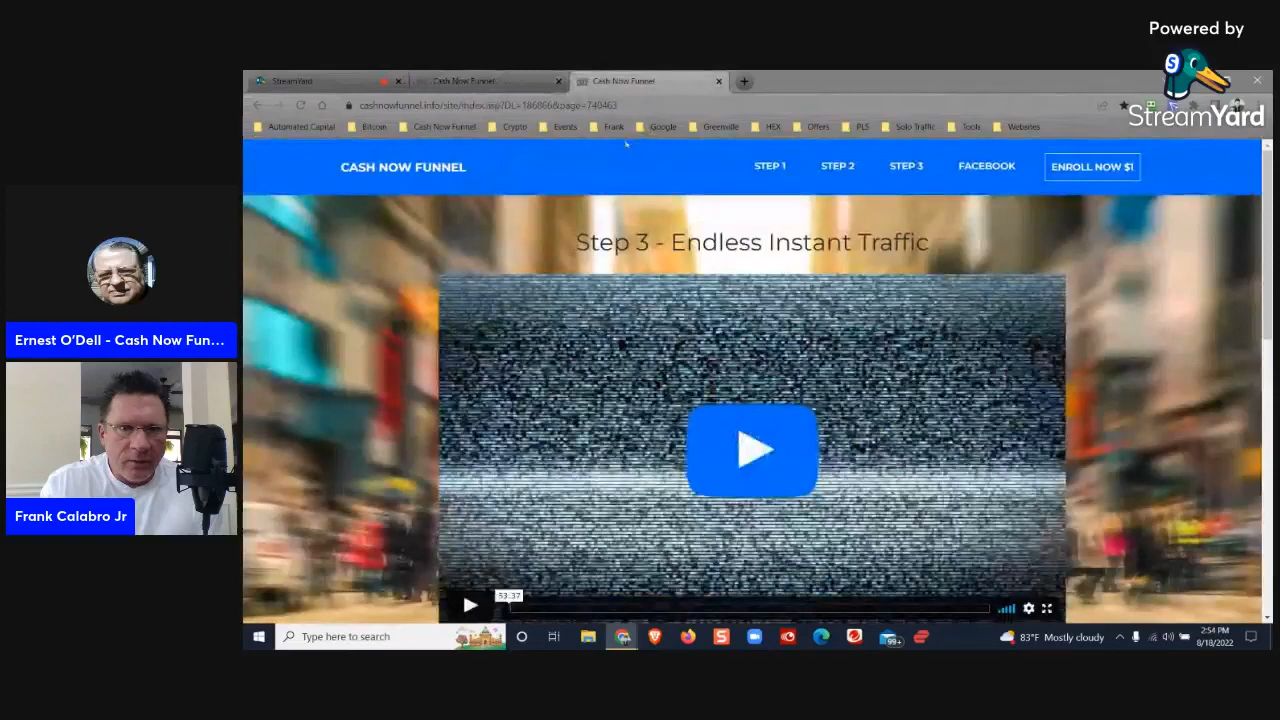 Powered by
StreamYard
StreamYard
Cash Now Funnel
Cash Now Funnel
cashnowfunnel.info/site/index.asp?DL=186866&page=740463
Automated Capital Bitcoin Cash Now Funnel Crypto Events Frank Google Greenville HEX Offers PLS Solo Traffic Tools Websites
CASH NOW FUNNEL
STEP 1 STEP 2 STEP 3 FACEBOOK ENROLL NOW $1
Step 3 - Endless Instant Traffic
Ernest O'Dell - Cash Now Fun...
Frank Calabro Jr
53:37
Type here to search
99+
83°F Mostly cloudy
2:54 PM
8/18/2022